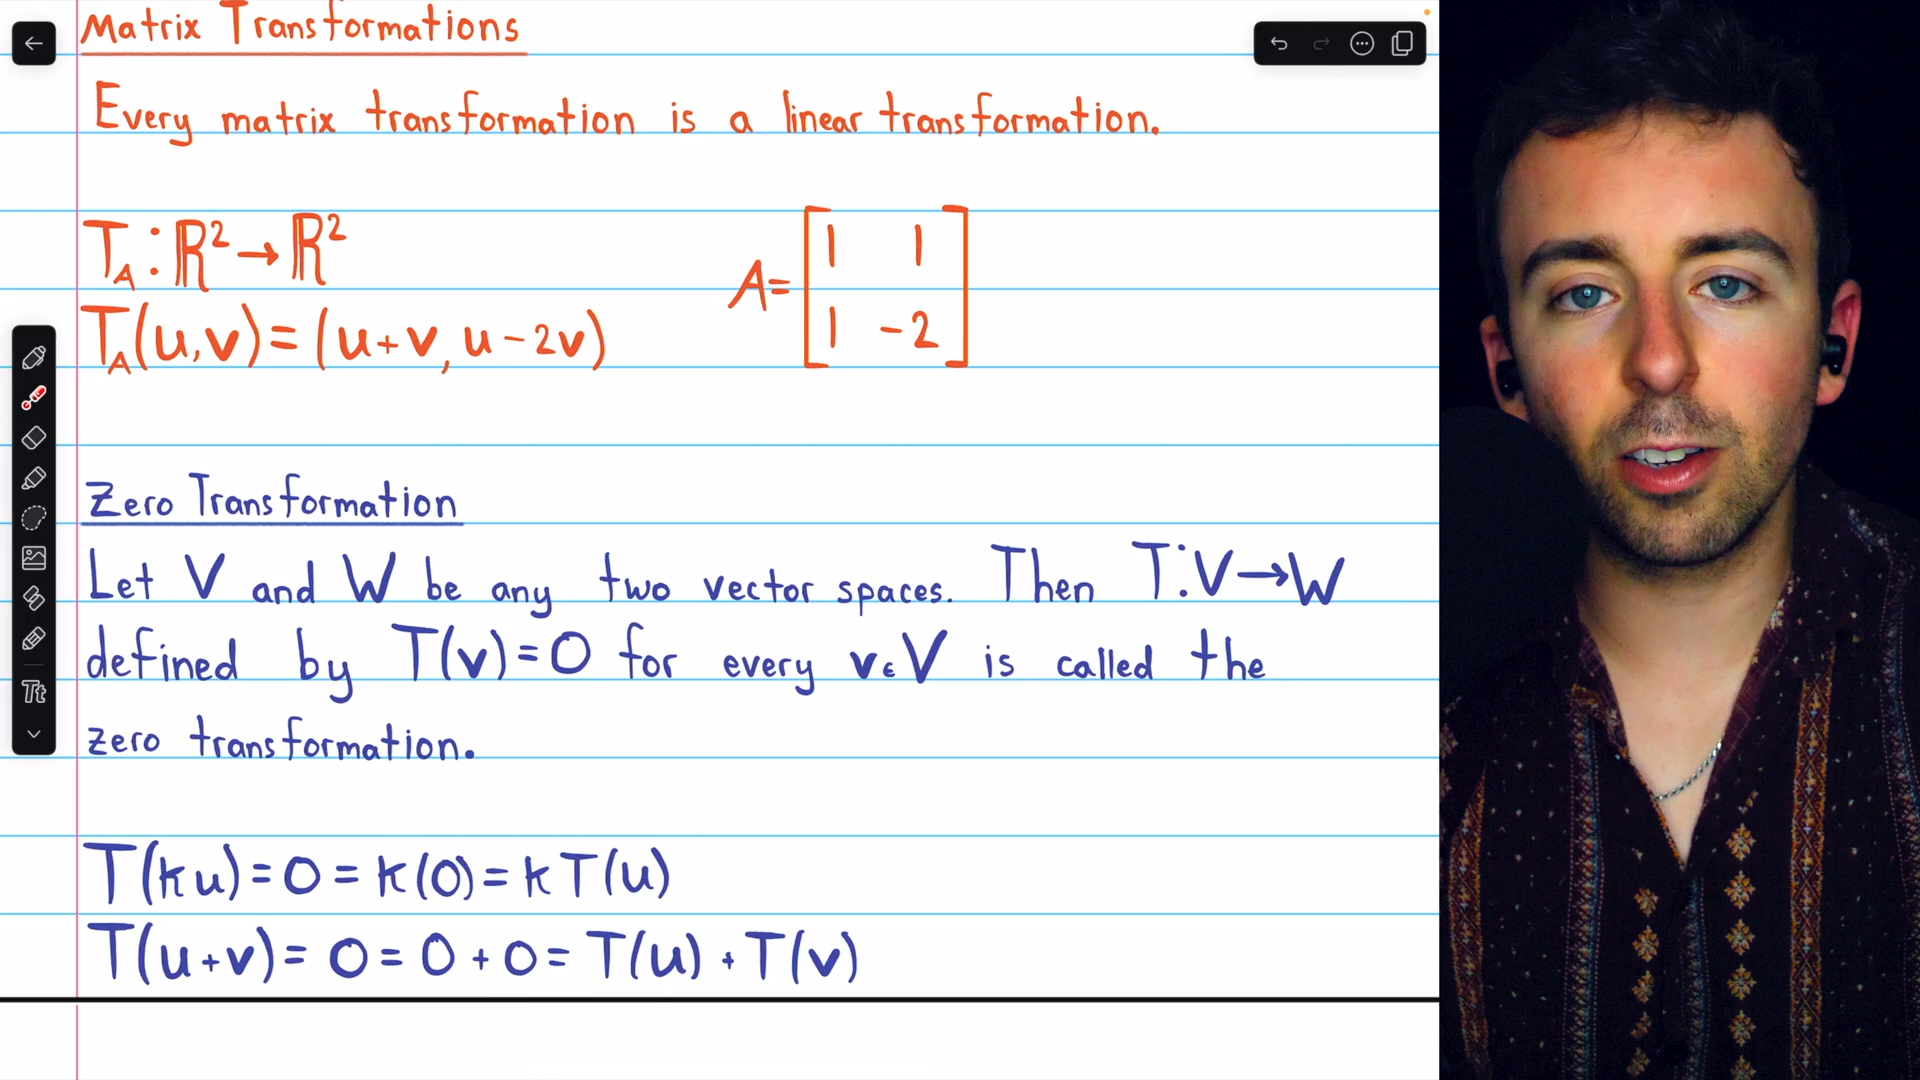 Matrix Transformations
Every matrix transformation is a linear transformation.
T_A : ℝ² → ℝ²
T_A(u,v) = (u+v, u-2v)
A = [1 1
1 -2]
Zero Transformation
Let V and W be any two vector spaces. Then T:V→W
defined by T(v)=0 for every v∈V is called the
zero transformation.
T(ku)=0=k(0)=kT(u)
T(u+v)=0=0+0=T(u)+T(v)
Tt